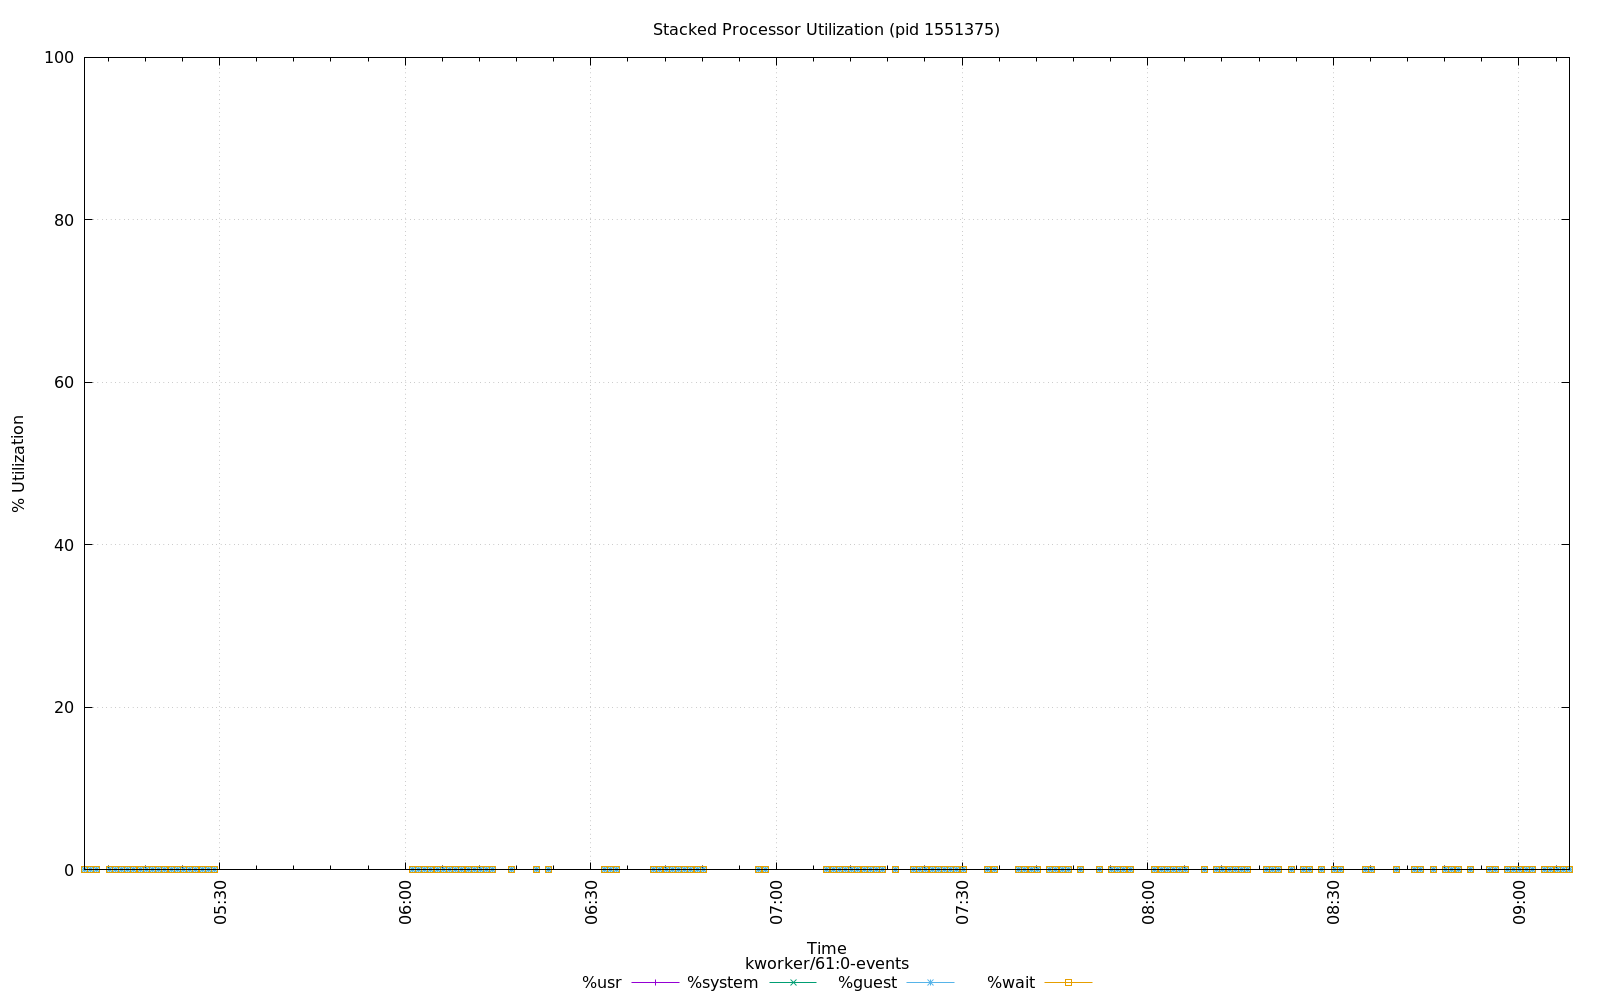 Stacked Processor Utilization (pid 1551375)
100
80
60
40
20
0
% Utilization
05:30
06:00
06:30
07:00
07:30
08:00
08:30
09:00
Time
kworker/61:0-events
%usr %system %guest %wait